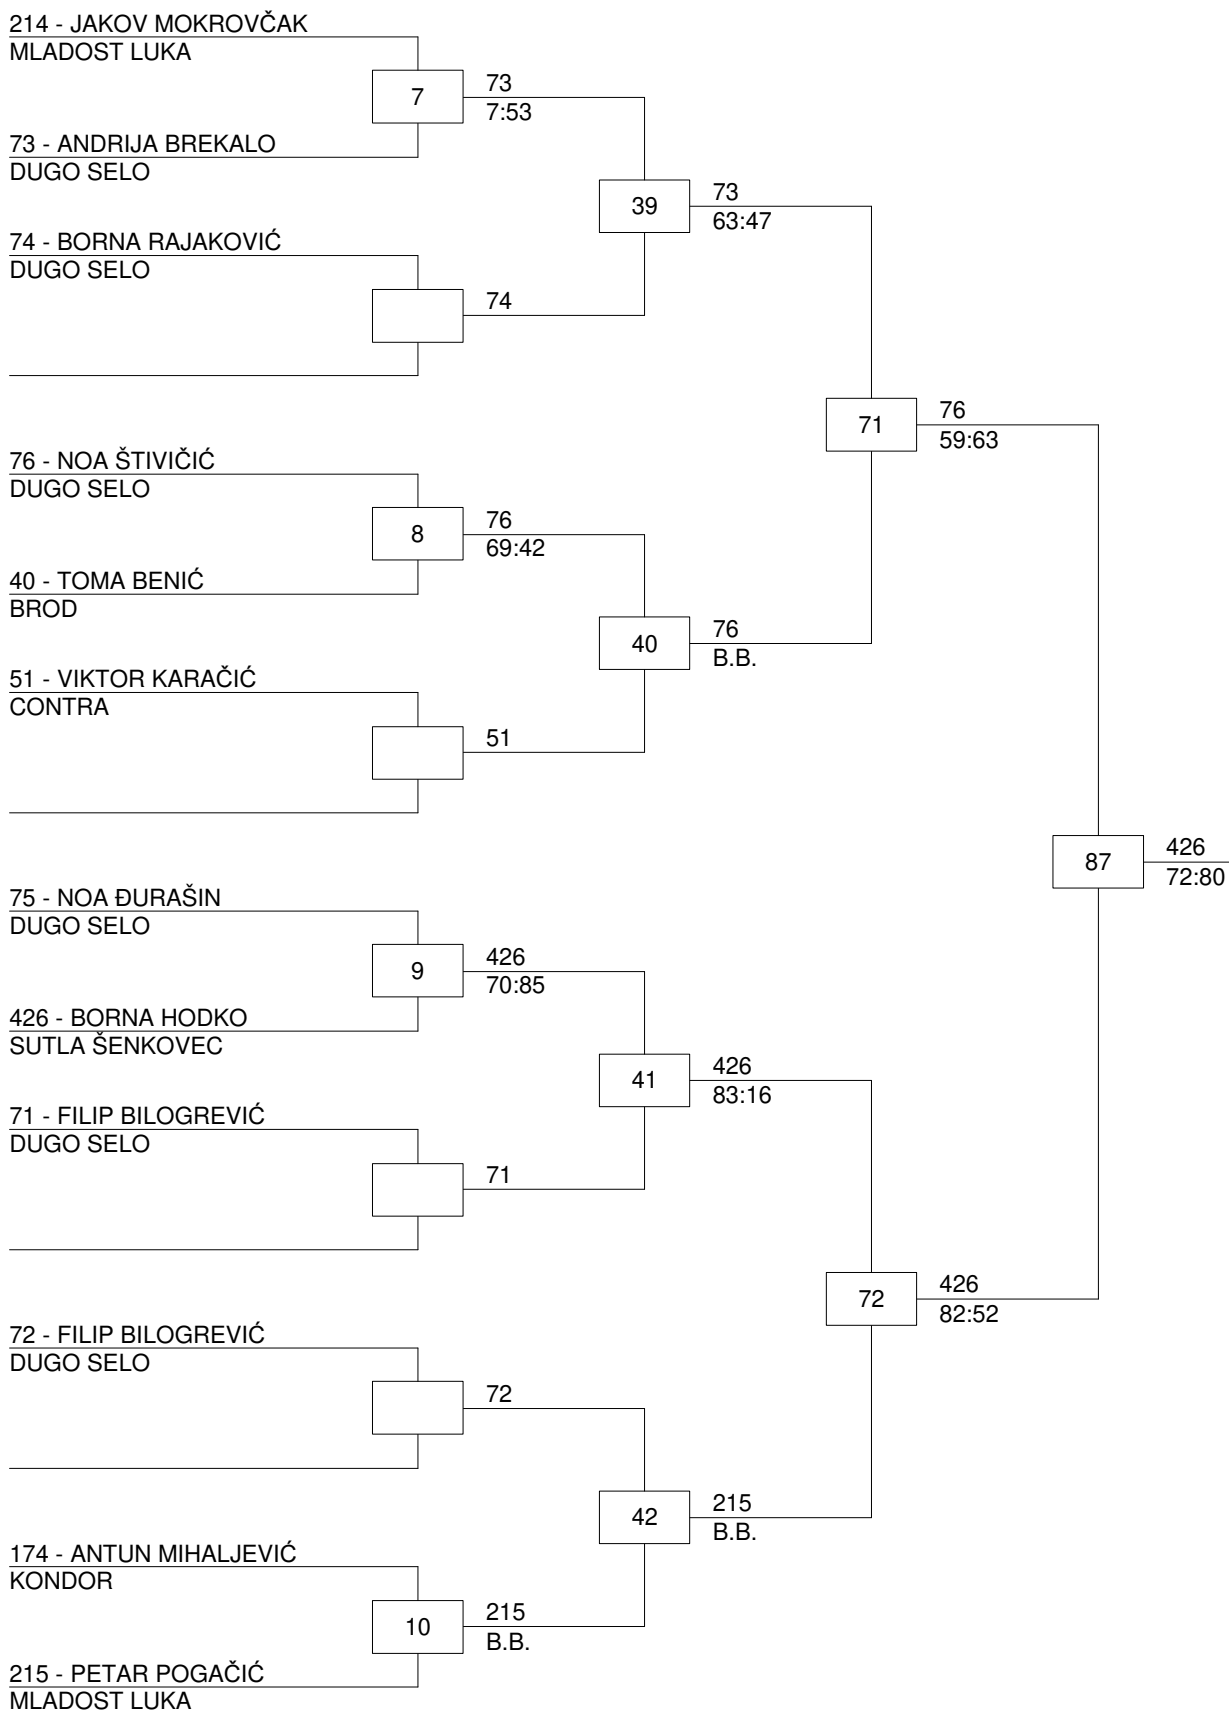 214 - JAKOV MOKROVČAK
MLADOST LUKA
7
73
7:53
73 - ANDRIJA BREKALO
DUGO SELO
39
73
63:47
74 - BORNA RAJAKOVIĆ
DUGO SELO
74
71
76
59:63
76 - NOA ŠTIVIČIĆ
DUGO SELO
8
76
69:42
40 - TOMA BENIĆ
BROD
40
76
B.B.
51 - VIKTOR KARAČIĆ
CONTRA
51
87
426
72:80
75 - NOA ĐURAŠIN
DUGO SELO
9
426
70:85
426 - BORNA HODKO
SUTLA ŠENKOVEC
41
426
83:16
71 - FILIP BILOGREVIĆ
DUGO SELO
71
72
426
82:52
72 - FILIP BILOGREVIĆ
DUGO SELO
72
42
215
B.B.
174 - ANTUN MIHALJEVIĆ
KONDOR
10
215
B.B.
215 - PETAR POGAČIĆ
MLADOST LUKA